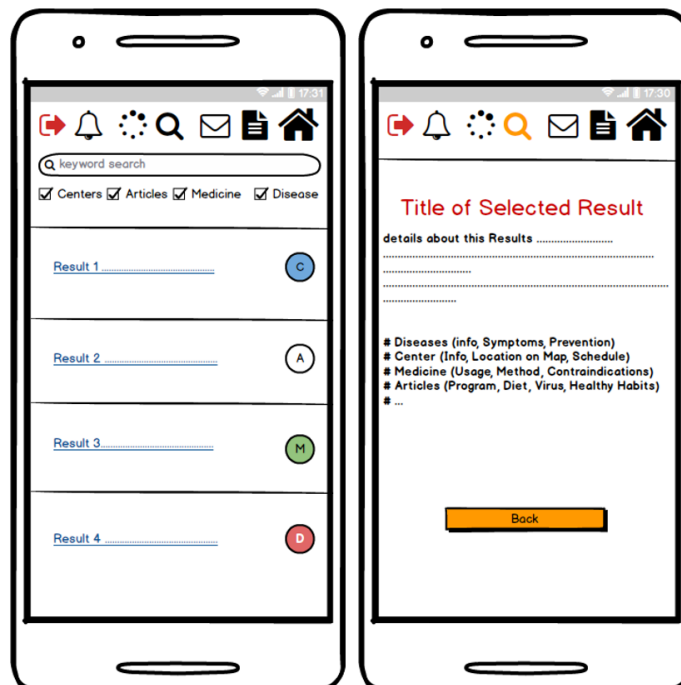 17:31
keyword search
Centers Articles Medicine Disease
Result 1 ................................................
C
Result 2 ................................................
A
Result 3................................................
M
Result 4 ................................................
D
17:30
Title of Selected Result
details about this Results ..........................
............................................................................................
..............................
.................................................................................................
.........................
# Diseases (info, Symptoms, Prevention)
# Center (Info, Location on Map, Schedule)
# Medicine (Usage, Method, Contraindications)
# Articles (Program, Diet, Virus, Healthy Habits)
# ...
Back